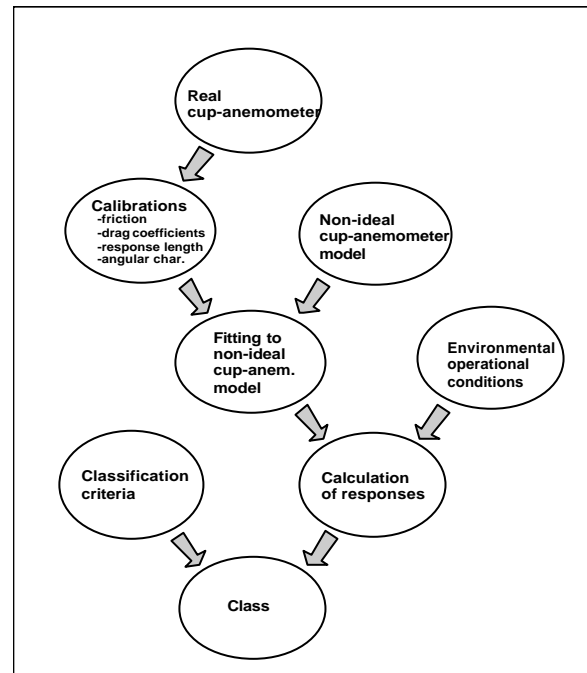 Real
cup-anemometer
Calibrations
-friction
-drag coefficients
-response length
-angular char.
Non-ideal
cup-anemometer
model
Fitting to
non-ideal
cup-anem.
model
Environmental
operational
conditions
Classification
criteria
Calculation
of responses
Class